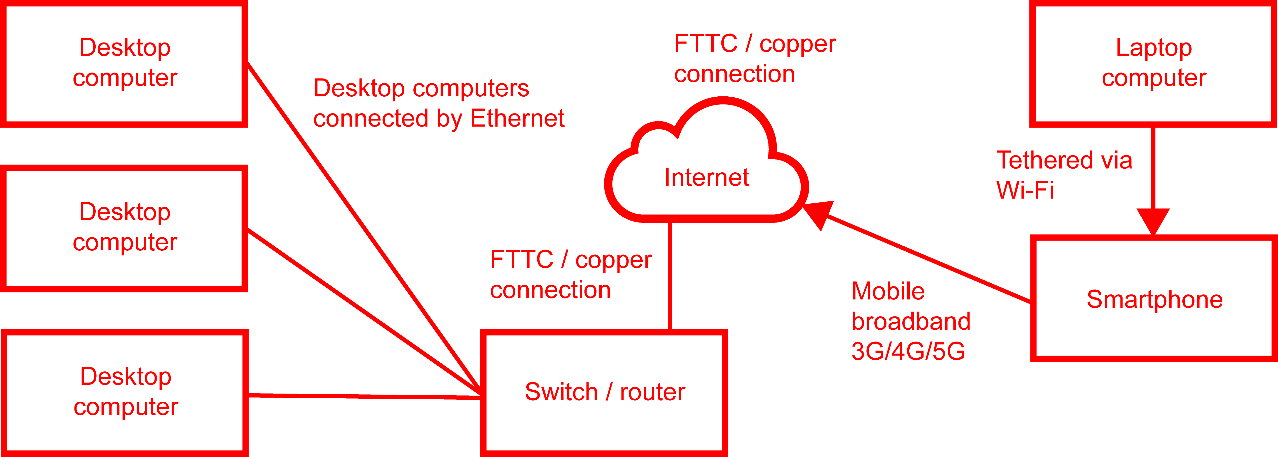 Desktop
computer
Desktop computers
connected by Ethernet
FTTC / copper
connection
Laptop
computer
Internet
Tethered via
Wi-Fi
Desktop
computer
FTTC / copper
connection
Mobile
broadband
3G/4G/5G
Smartphone
Desktop
computer
Switch / router